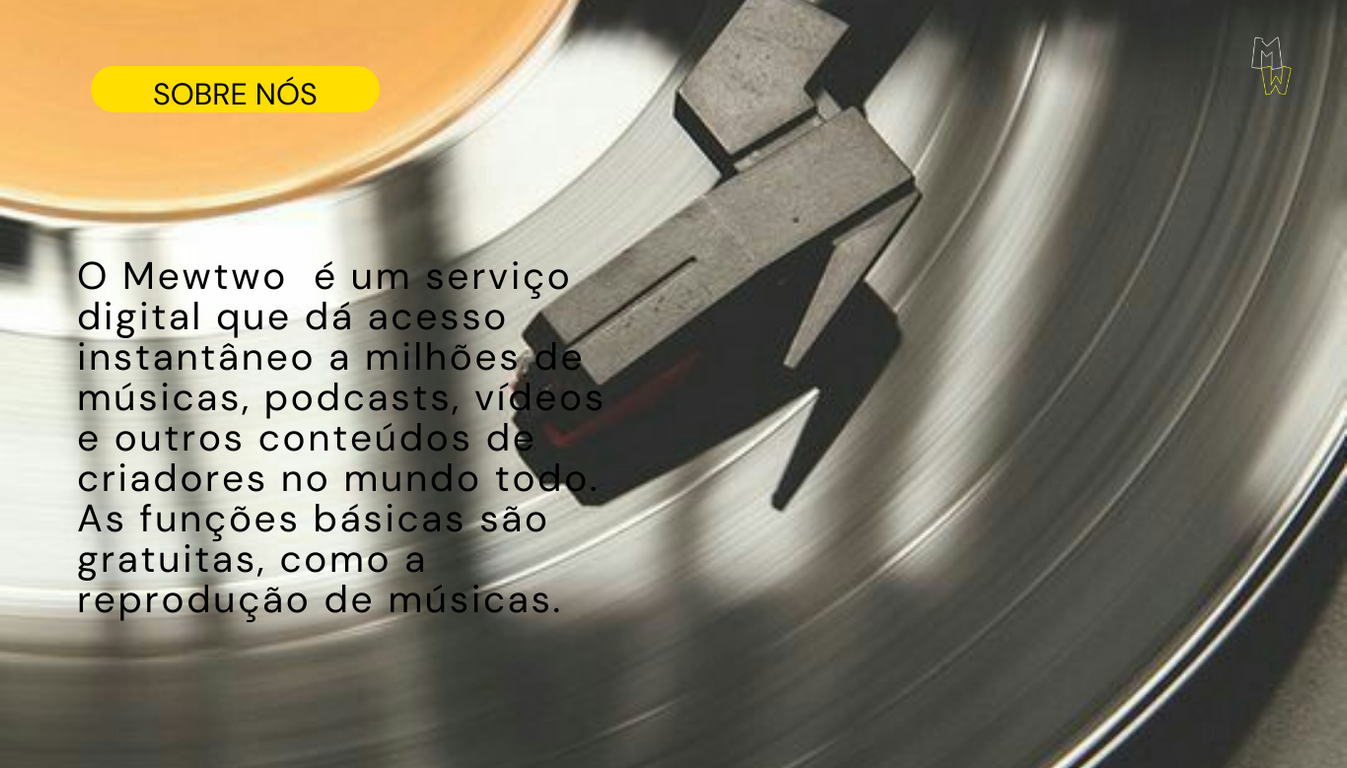 SOBRE NÓS
M
W
O Mewtwo  é um serviço
digital que dá acesso
instantâneo a milhões de
músicas, podcasts, vídeos
e outros conteúdos de
criadores no mundo todo.
As funções básicas são
gratuitas, como a
reprodução de músicas.